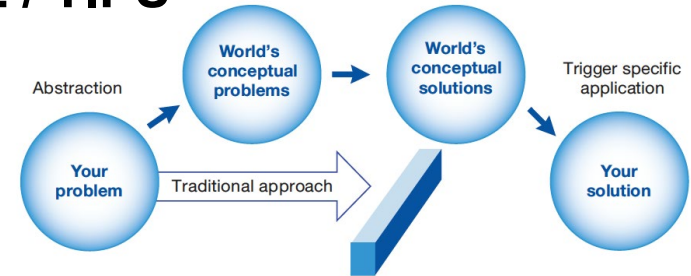 World's
conceptual
problems
World's
conceptual
solutions
Abstraction
Trigger specific
application
Your
problem
Traditional approach
Your
solution